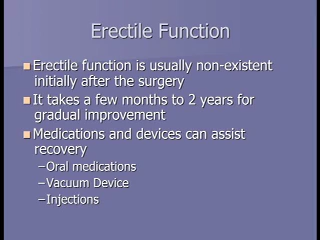 Erectile Function
■ Erectile function is usually non-existent
initially after the surgery
■ It takes a few months to 2 years for
gradual improvement
■ Medications and devices can assist
recovery
–Oral medications
–Vacuum Device
–Injections